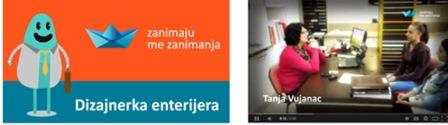 zanimaju
me zanimanja
Dizajnerka enterijera
Tanja Vujanac